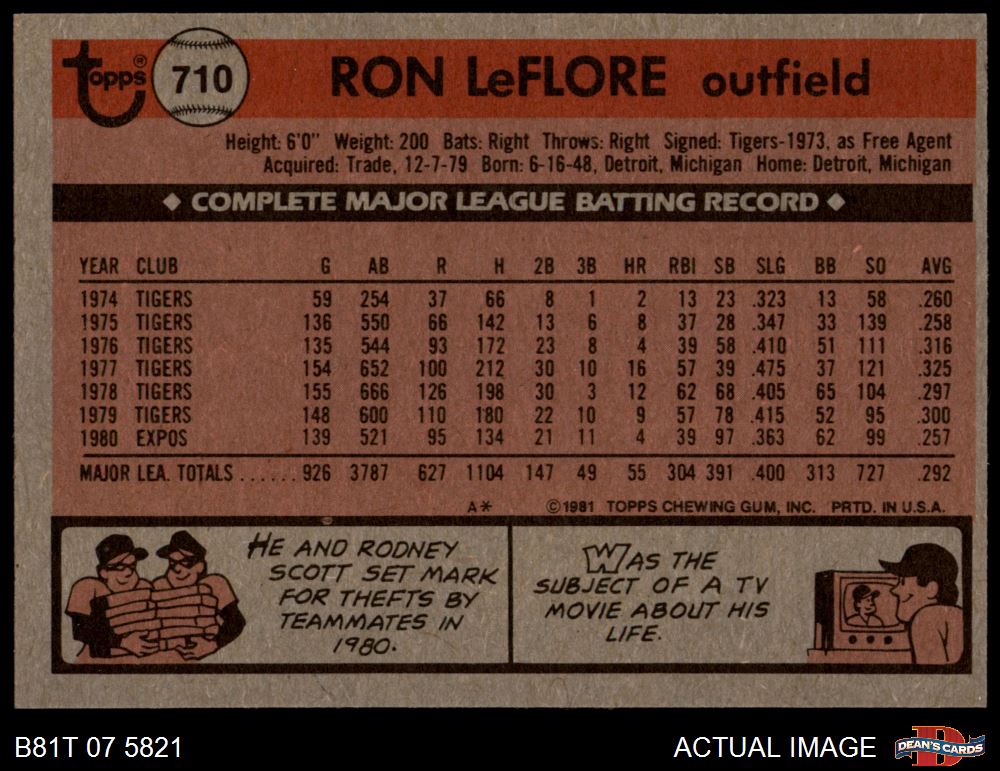 Topps® 710 RON LeFLORE outfield
Height: 6'0" Weight: 200 Bats: Right Throws: Right Signed: Tigers-1973, as Free Agent
Acquired: Trade, 12-7-79 Born: 6-16-48, Detroit, Michigan Home: Detroit, Michigan
◆ COMPLETE MAJOR LEAGUE BATTING RECORD ◆
YEAR CLUB G AB R H 2B 3B HR RBI SB SLG BB SO AVG
1974 TIGERS 59 254 37 66 8 1 2 13 23 .323 13 58 .260
1975 TIGERS 136 550 66 142 13 6 8 37 28 .347 33 139 .258
1976 TIGERS 135 544 93 172 23 8 4 39 58 .410 51 111 .316
1977 TIGERS 154 652 100 212 30 10 16 57 39 .475 37 121 .325
1978 TIGERS 155 666 126 198 30 3 12 62 68 .405 65 104 .297
1979 TIGERS 148 600 110 180 22 10 9 57 78 .415 52 95 .300
1980 EXPOS 139 521 95 134 21 11 4 39 97 .363 62 99 .257
MAJOR LEA. TOTALS ...... 926 3787 627 1104 147 49 55 304 391 .400 313 727 .292
A* ©1981 TOPPS CHEWING GUM, INC. PRTD. IN U.S.A.
HE AND RODNEY
SCOTT SET MARK
FOR THEFTS BY
TEAMMATES IN
1980.
WAS THE
SUBJECT OF A TV
MOVIE ABOUT HIS
LIFE.
B81T 07 5821 ACTUAL IMAGE DEAN'S CARDS